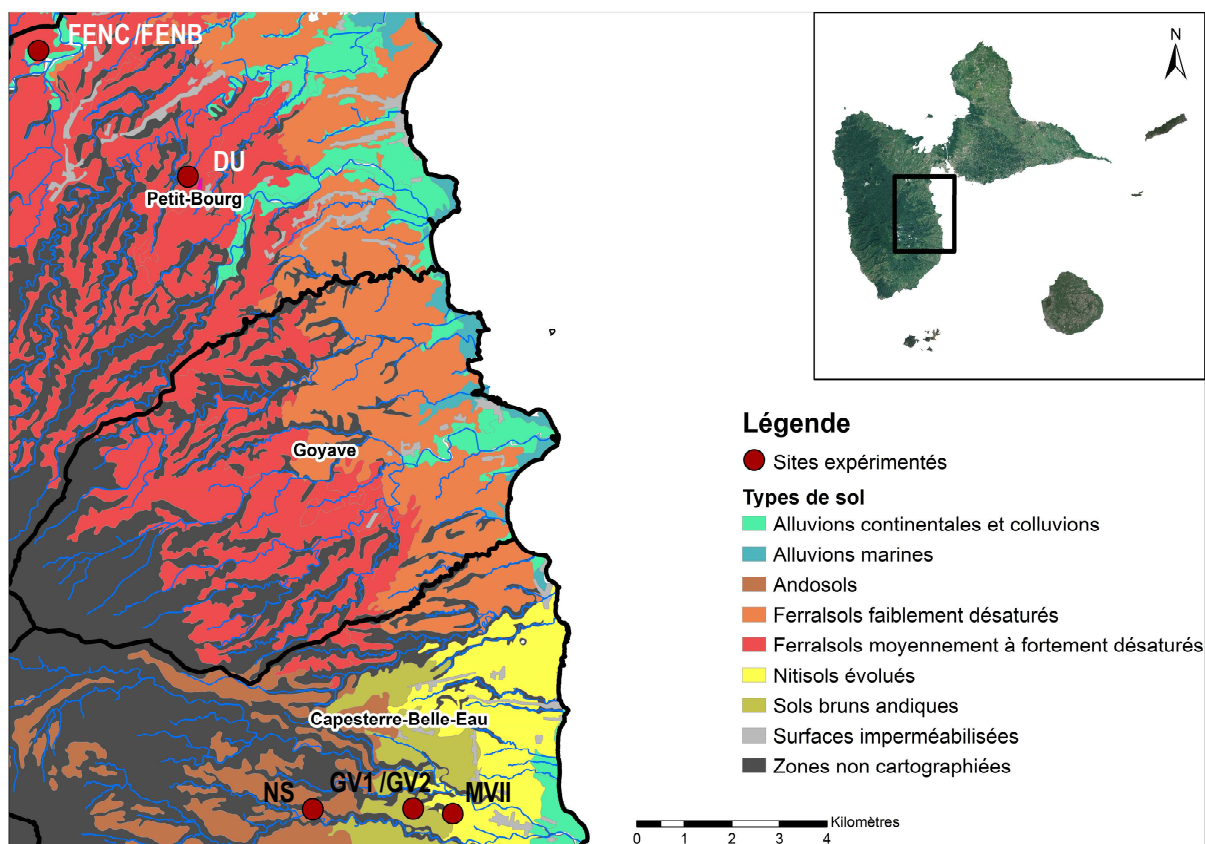 FENC /FENB
DU
Petit-Bourg
Goyave
Capesterre-Belle-Eau
NS
GV1 /GV2
MVII
N
Légende
Sites expérimentés
Types de sol
Alluvions continentales et colluvions
Alluvions marines
Andosols
Ferralsols faiblement désaturés
Ferralsols moyennement à fortement désaturés
Nitisols évolués
Sols bruns andiques
Surfaces imperméabilisées
Zones non cartographiées
Kilomètres
0 1 2 3 4